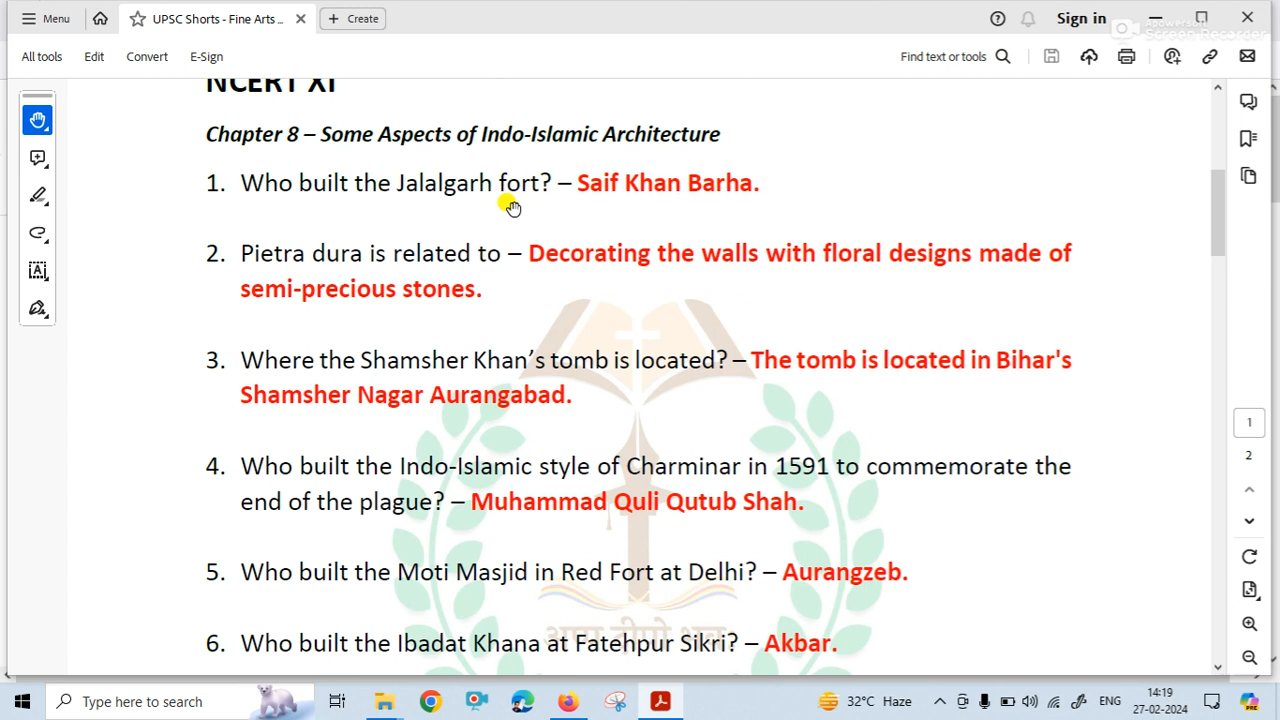 Menu
UPSC Shorts - Fine Arts ...
Create
Sign in
Apowersoft
Screen Recorder
All tools
Edit
Convert
E-Sign
Find text or tools
NCERT XI
Chapter 8 – Some Aspects of Indo-Islamic Architecture
1. Who built the Jalalgarh fort? – Saif Khan Barha.
2. Pietra dura is related to – Decorating the walls with floral designs made of
semi-precious stones.
3. Where the Shamsher Khan’s tomb is located? – The tomb is located in Bihar's
Shamsher Nagar Aurangabad.
4. Who built the Indo-Islamic style of Charminar in 1591 to commemorate the
end of the plague? – Muhammad Quli Qutub Shah.
5. Who built the Moti Masjid in Red Fort at Delhi? – Aurangzeb.
6. Who built the Ibadat Khana at Fatehpur Sikri? – Akbar.
1
2
Type here to search
32°C Haze
ENG
14:19
27-02-2024